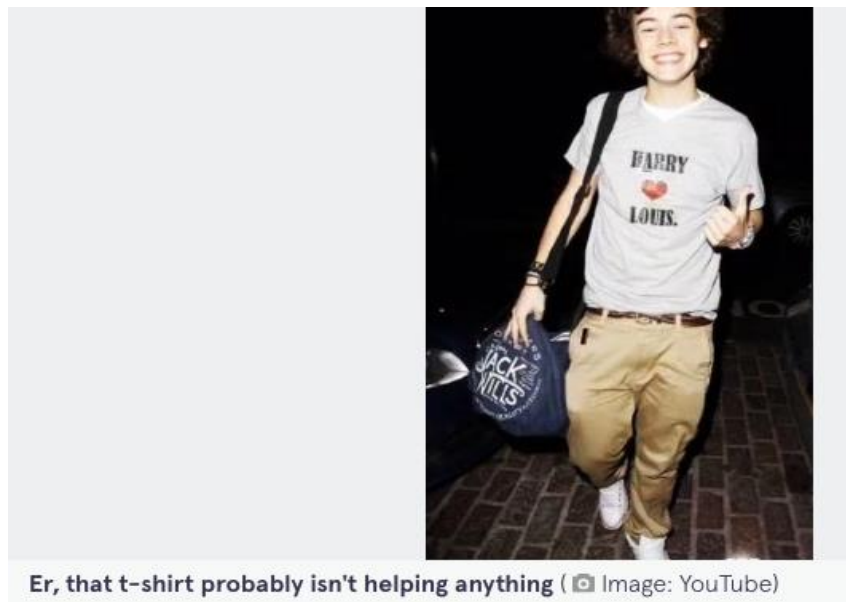 HARRY
LOUIS.
JACK
WILLS
Er, that t-shirt probably isn't helping anything ( Image: YouTube)